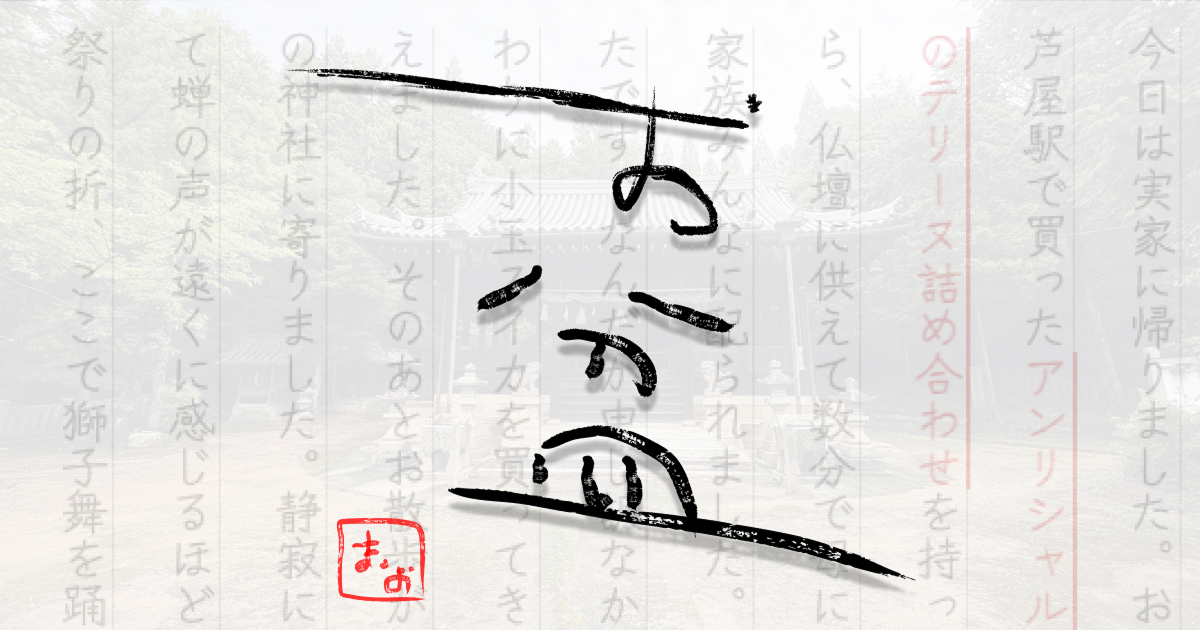 お盆
まお
今日は実家に帰りました。お
芦屋駅で買ったアンリシャル
のテリーヌ詰め合わせを持っ
ら、仏壇に供えて数分で母に
家族みんなに配られました。
たです。なんだか申しなか
わりに小玉スイカを買ってき
えました。そのあとお散歩が
の神社に寄りました。静寂に
て蝉の声が遠くに感じるほど
祭りの折、ここで獅子舞を踊